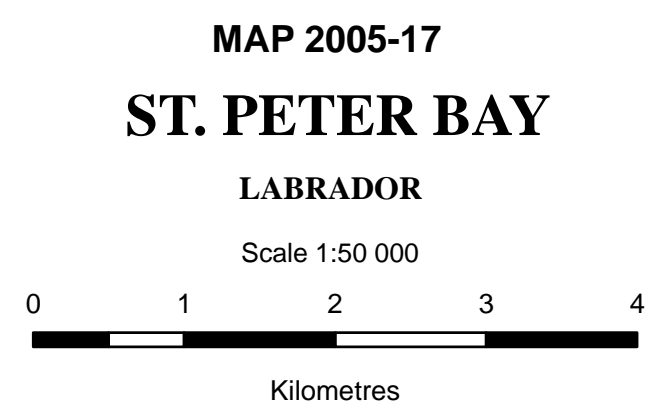 MAP 2005-17
ST. PETER BAY
LABRADOR
Scale 1:50 000
0 1 2 3 4
Kilometres